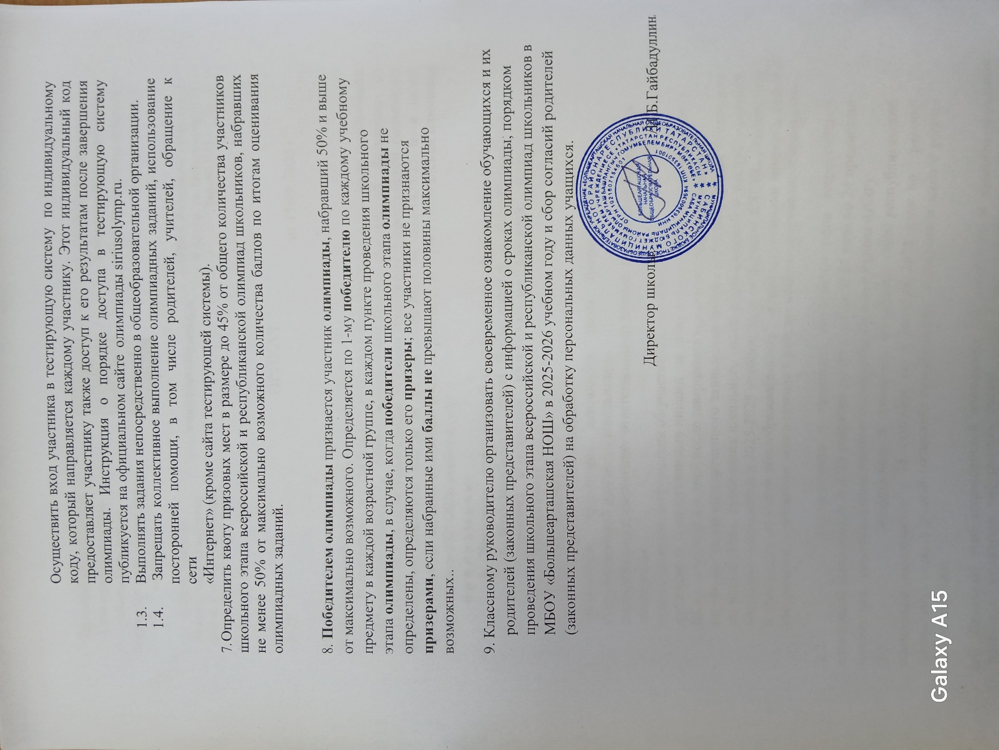 Осуществить вход участника в тестирующую систему по индивидуальному
коду, который направляется каждому участнику. Этот индивидуальный код
предоставляет участнику также доступ к его результатам после завершения
олимпиады. Инструкция о порядке доступа в тестирующую систему
публикуется на официальном сайте олимпиады siriusolymp.ru.
1.3. Выполнять задания непосредственно в общеобразовательной организации.
1.4. Запрещать коллективное выполнение олимпиадных заданий, использование
посторонней помощи, в том числе родителей, учителей, обращение к
сети
«Интернет» (кроме сайта тестирующей системы).
7.Определить квоту призовых мест в размере до 45% от общего количества участников
школьного этапа всероссийской и республиканской олимпиад школьников, набравших
не менее 50% от максимально возможного количества баллов по итогам оценивания
олимпиадных заданий.
8. Победителем олимпиады признается участник олимпиады, набравший 50% и выше
от максимально возможного. Определяется по 1-му победителю по каждому учебному
предмету в каждой возрастной группе, в каждом пункте проведения школьного
этапа олимпиады, в случае, когда победители школьного этапа олимпиады не
определены, определяются только его призеры; все участники не признаются
призерами, если набранные ими баллы не превышают половины максимально
возможных..
9. Классному руководителю организовать своевременное ознакомление обучающихся и их
родителей (законных представителей) с информацией о сроках олимпиады, порядком
проведения школьного этапа всероссийской и республиканской олимпиад школьников в
МБОУ «Большеарташская НОШ» в 2025-2026 учебном году и сбор согласий родителей
(законных представителей) на обработку персональных данных учащихся.
Директор школы Б.Гайбадуллин
БОЛЬШЕАРТАШСКАЯ
НАЧАЛЬНАЯ
ОБЩЕОБРАЗОВАТЕЛЬНАЯ
ШКОЛА
Galaxy A15